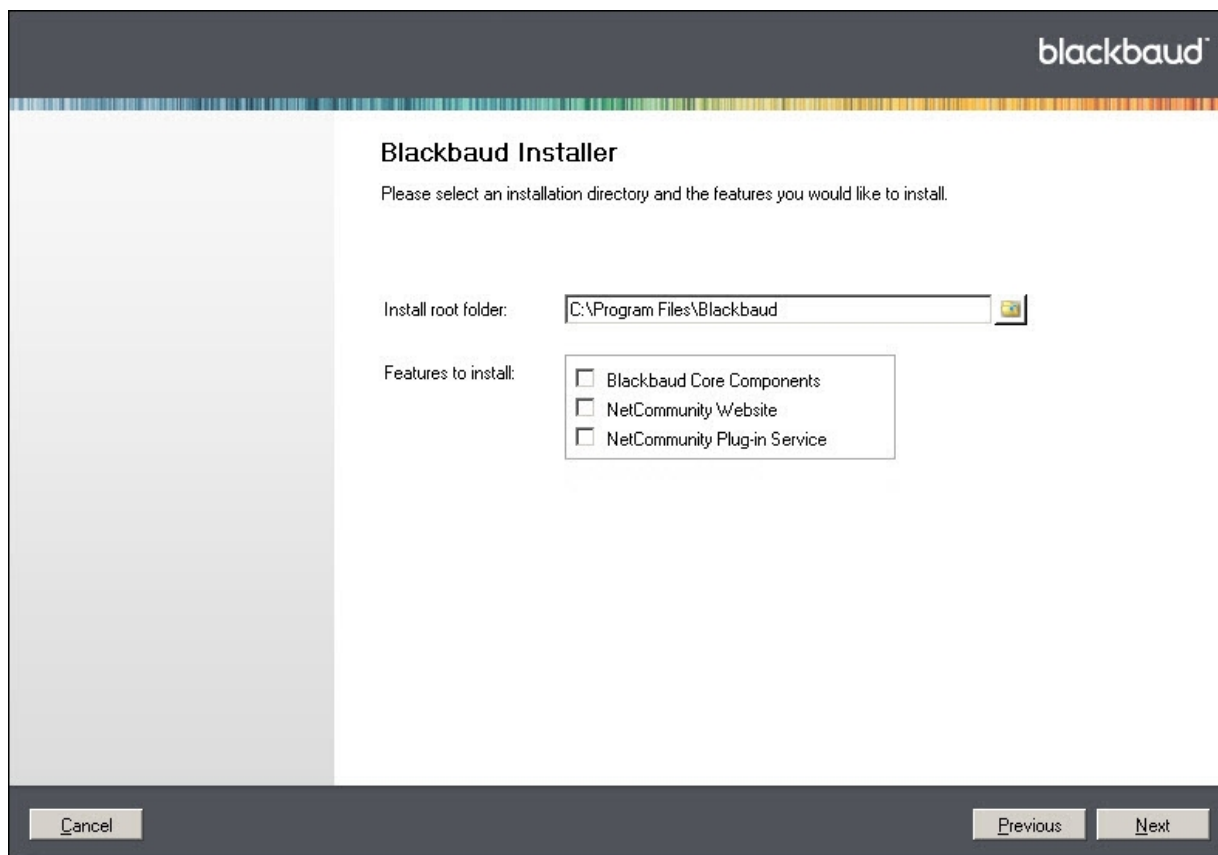 blackbaud
Blackbaud Installer
Please select an installation directory and the features you would like to install.
Install root folder: C:\Program Files\Blackbaud
Features to install:
Blackbaud Core Components
NetCommunity Website
NetCommunity Plug-in Service
Cancel Previous Next